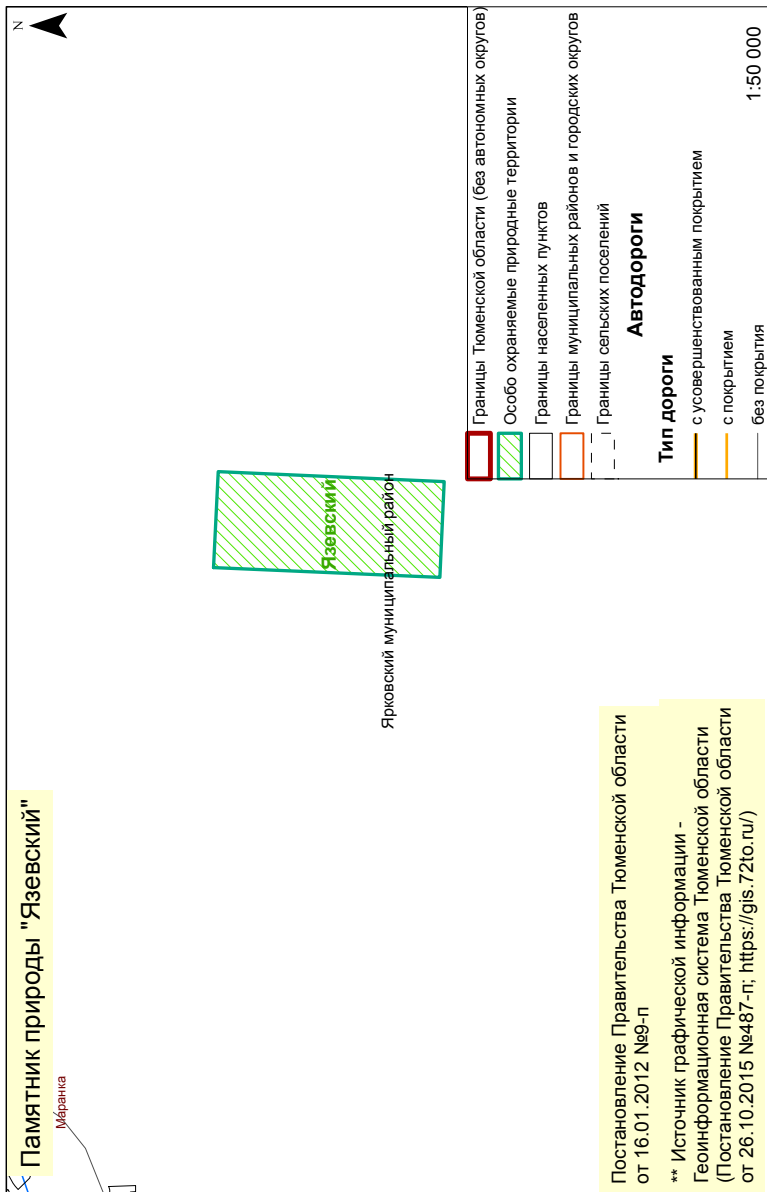 Памятник природы "Язевский"
N
Маранка
Язевский
Ярковский муниципальный район
Постановление Правительства Тюменской области
от 16.01.2012 №9-п
** Источник графической информации -
Геоинформационная система Тюменской области
(Постановление Правительства Тюменской области
от 26.10.2015 №487-п; https://gis.72to.ru/)
Границы Тюменской области (без автономных округов)
Особо охраняемые природные территории
Границы населенных пунктов
Границы муниципальных районов и городских округов
Границы сельских поселений
Автодороги
Тип дороги
с усовершенствованным покрытием
с покрытием
без покрытия
1:50 000